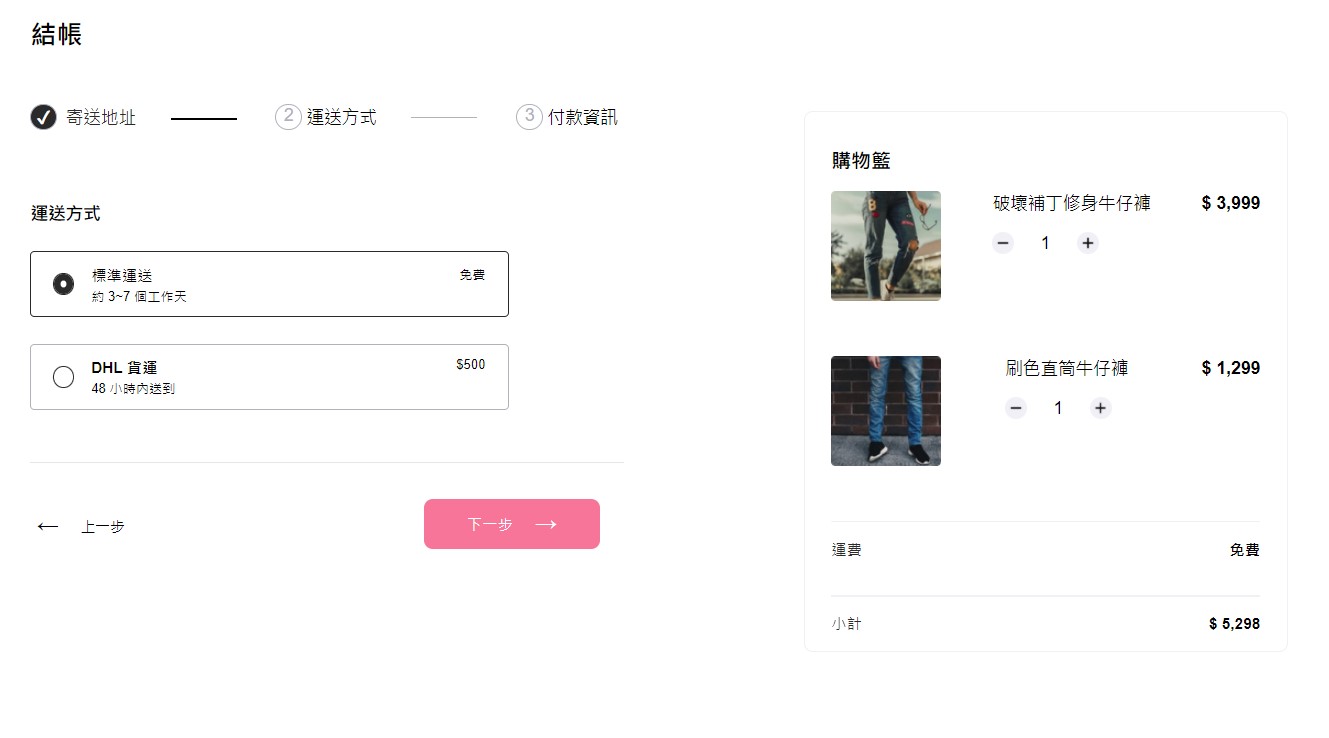 結帳
寄送地址
2 運送方式
3 付款資訊
運送方式
標準運送 免費
約 3~7 個工作天
DHL 貨運 $500
48 小時內送到
← 上一步
下一步 →
購物籃
破壞補丁修身牛仔褲 $ 3,999
− 1 +
刷色直筒牛仔褲 $ 1,299
− 1 +
運費 免費
小計 $ 5,298